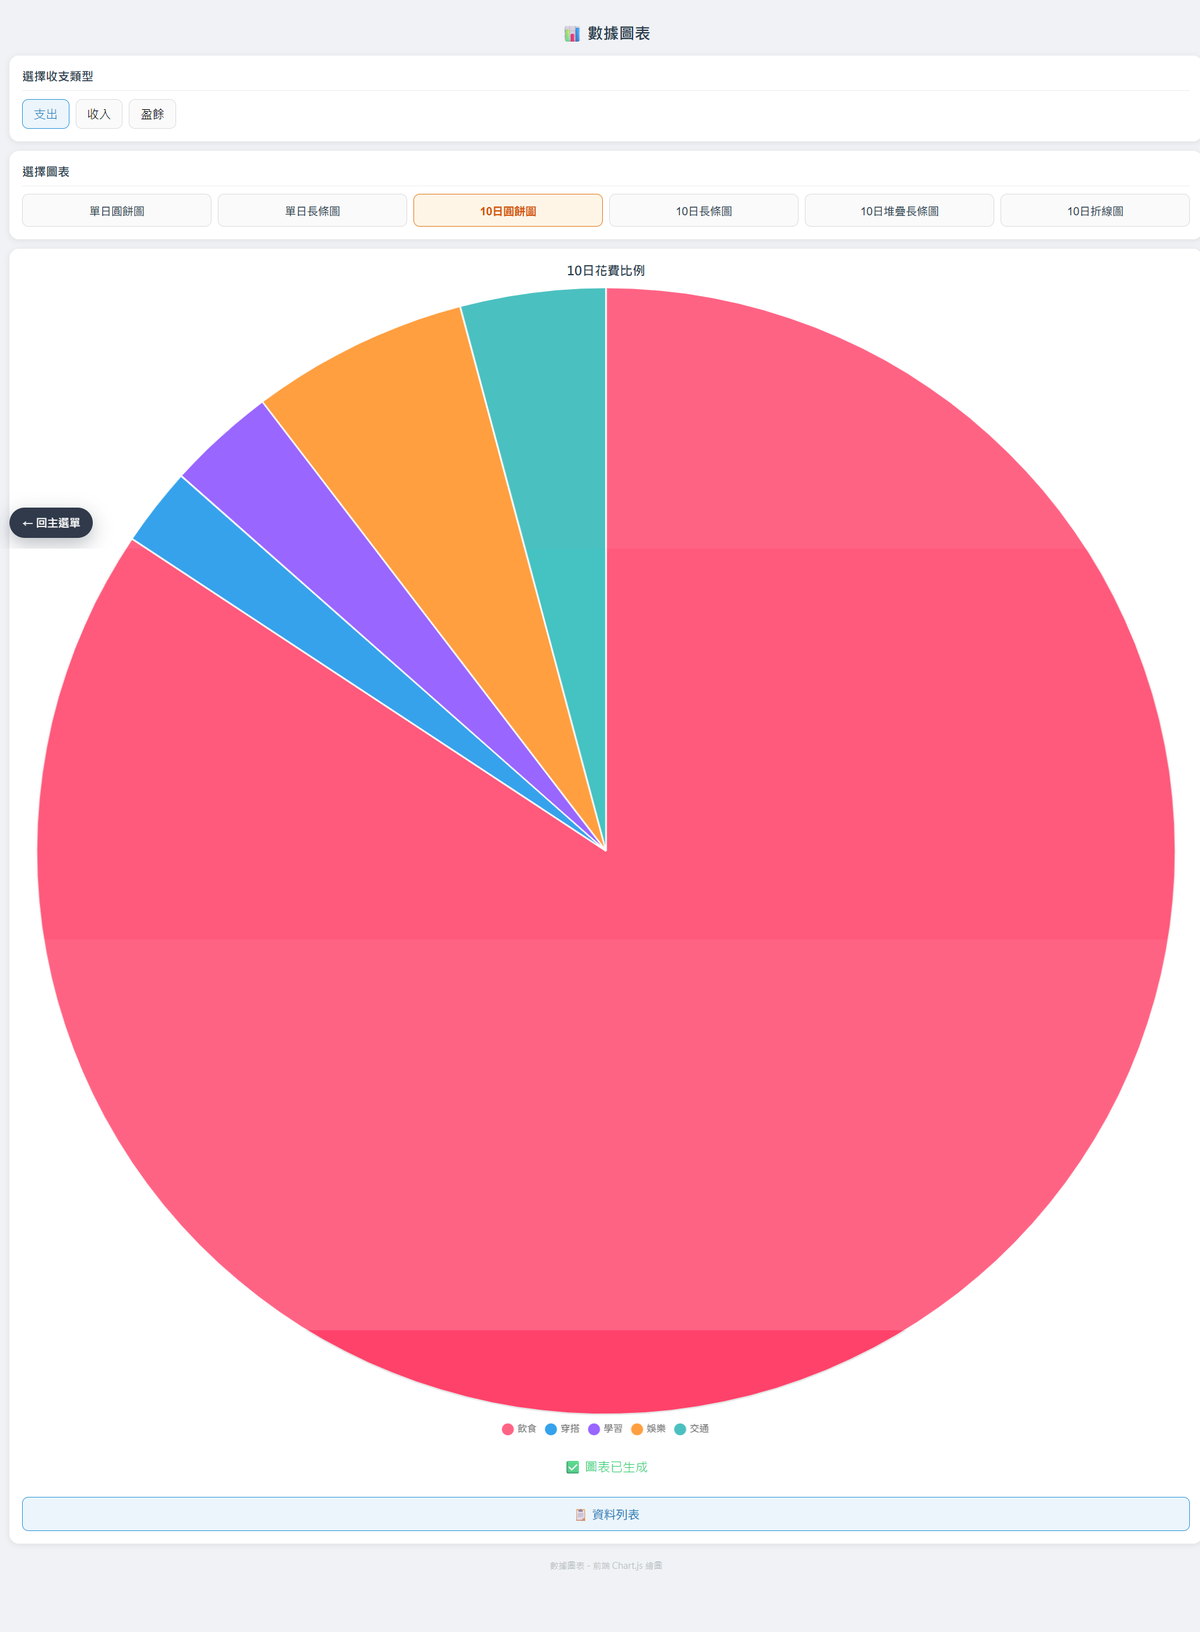 數據圖表
選擇收支類型
支出 收入 盈餘
選擇圖表
單日圓餅圖 單日長條圖 10日圓餅圖 10日長條圖 10日堆疊長條圖 10日折線圖
10日花費比例
← 回主選單
飲食 穿搭 學習 娛樂 交通
圖表已生成
資料列表
數據圖表 - 前端 Chart.js 繪圖